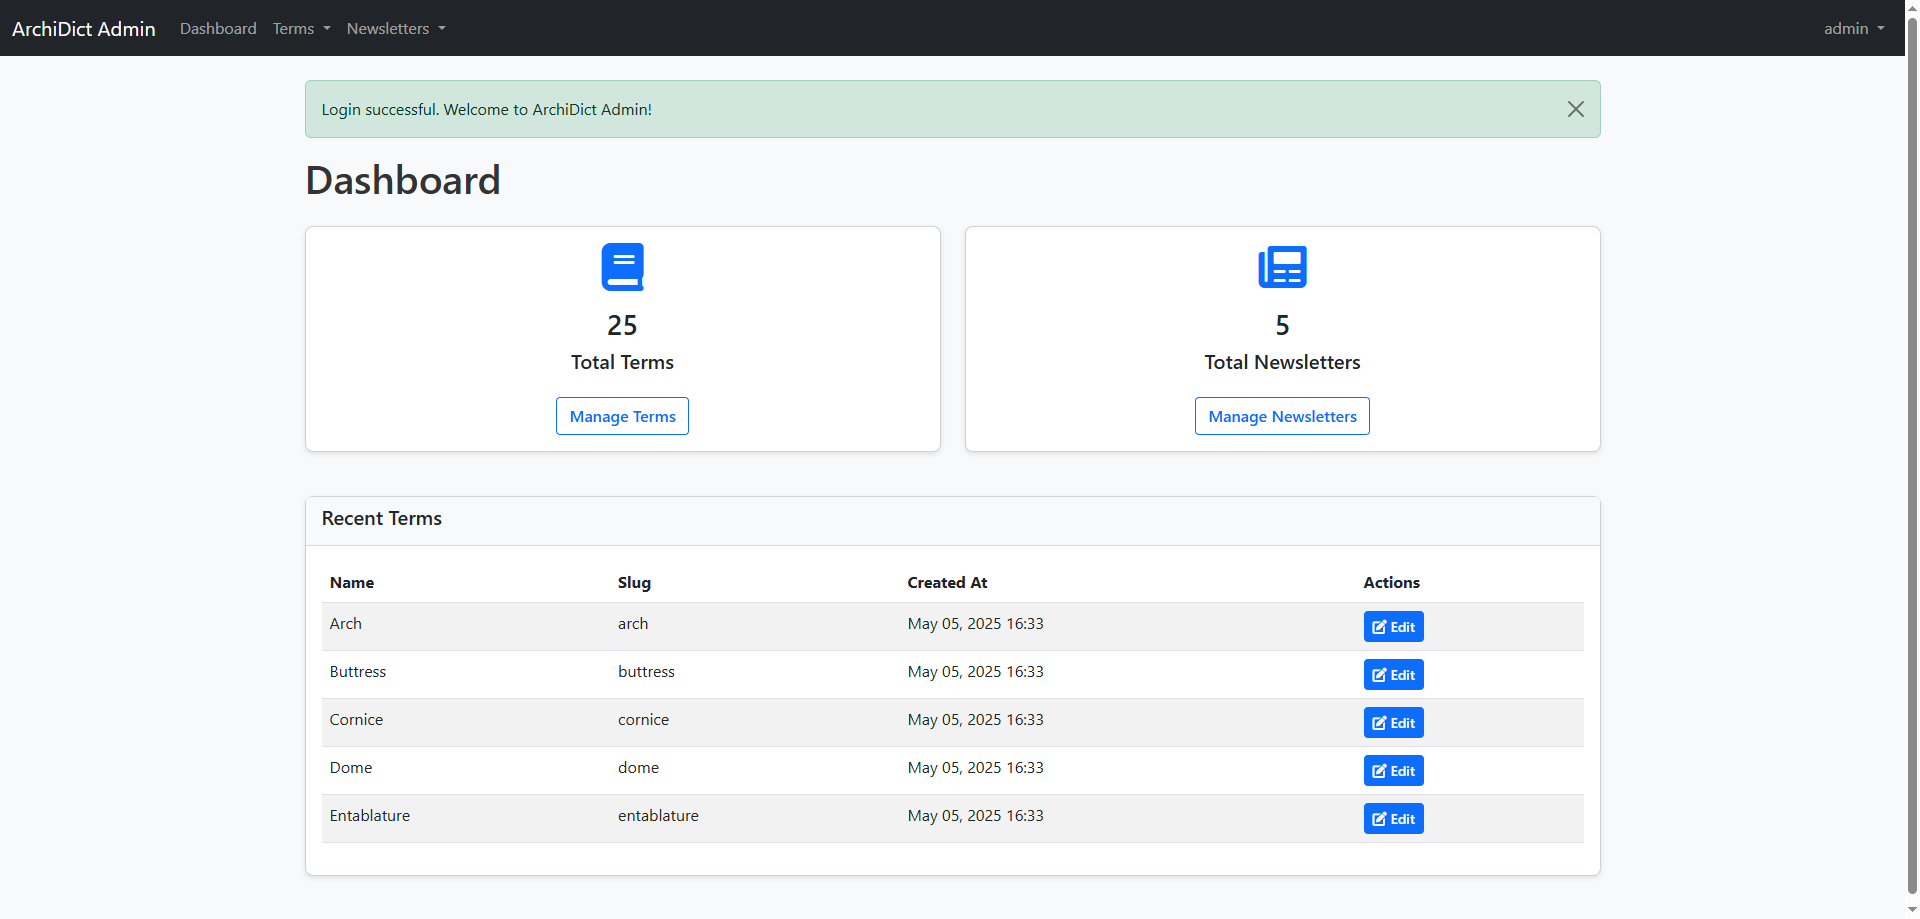 ArchiDict Admin Dashboard Terms Newsletters admin
Login successful. Welcome to ArchiDict Admin!
Dashboard
25
Total Terms
Manage Terms
5
Total Newsletters
Manage Newsletters
Recent Terms
Name Slug Created At Actions
Arch arch May 05, 2025 16:33 Edit
Buttress buttress May 05, 2025 16:33 Edit
Cornice cornice May 05, 2025 16:33 Edit
Dome dome May 05, 2025 16:33 Edit
Entablature entablature May 05, 2025 16:33 Edit